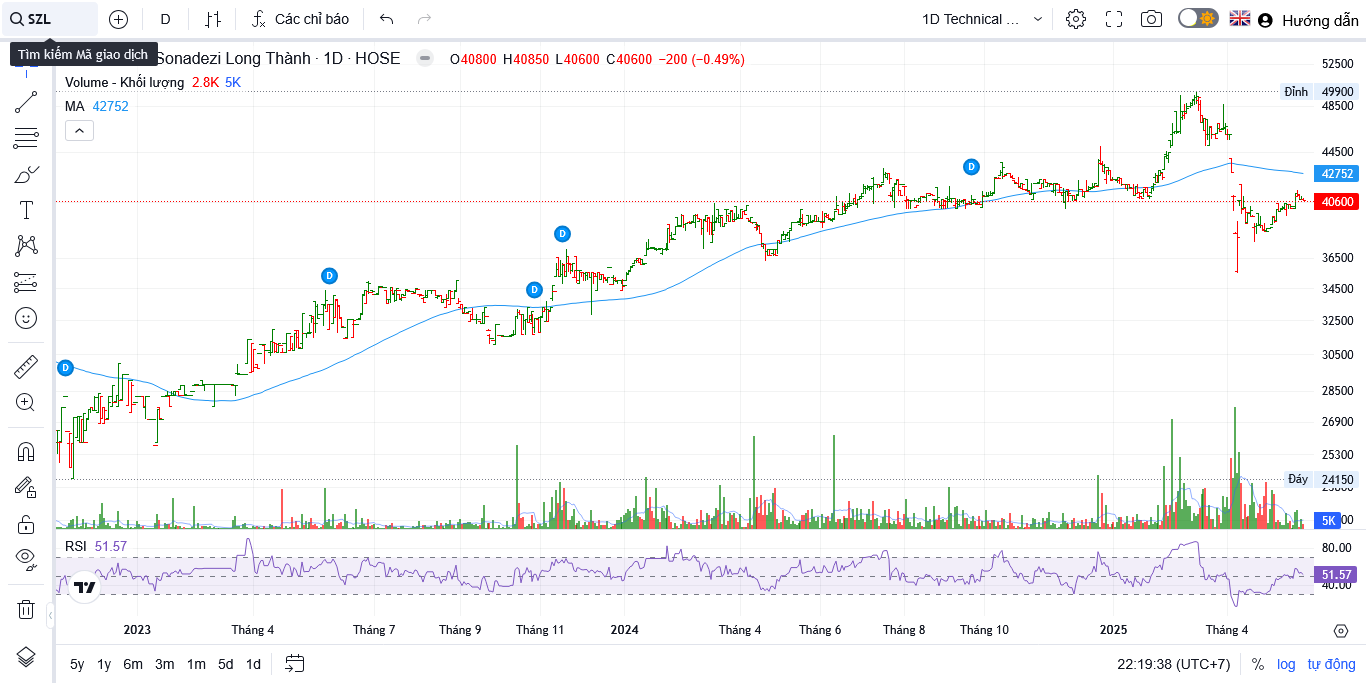 SZL
D
Các chỉ báo
1D Technical ...
Hướng dẫn
Tìm kiếm Mã giao dịch
Sonadezi Long Thành · 1D · HOSE
O40800 H40850 L40600 C40600 −200 (−0.49%)
Volume - Khối lượng 2.8K 5K
MA 42752
52500
Đỉnh 49900
48500
44500
42752
40600
36500
34500
32500
30500
28500
26900
25300
Đáy 24150
5K
D
D
D
D
D
RSI 51.57
80.00
51.57
40.00
2023
Tháng 4
Tháng 7
Tháng 9
Tháng 11
2024
Tháng 4
Tháng 6
Tháng 8
Tháng 10
2025
Tháng 4
5y 1y 6m 3m 1m 5d 1d
22:19:38 (UTC+7)
% log tự động